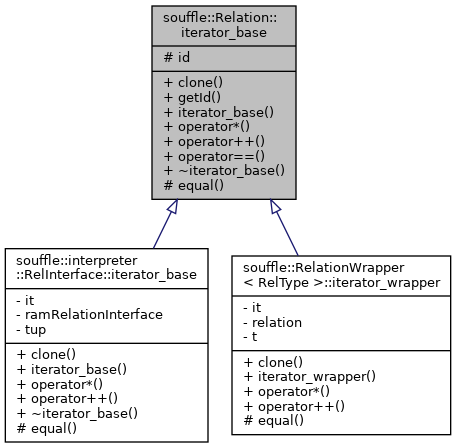 souffle::Relation::
iterator_base
# id
+ clone()
+ getId()
+ iterator_base()
+ operator*()
+ operator++()
+ operator==()
+ ~iterator_base()
# equal()
souffle::interpreter
::RelInterface::iterator_base
- it
- ramRelationInterface
- tup
+ clone()
+ iterator_base()
+ operator*()
+ operator++()
+ ~iterator_base()
# equal()
souffle::RelationWrapper
< RelType >::iterator_wrapper
- it
- relation
- t
+ clone()
+ iterator_wrapper()
+ operator*()
+ operator++()
# equal()